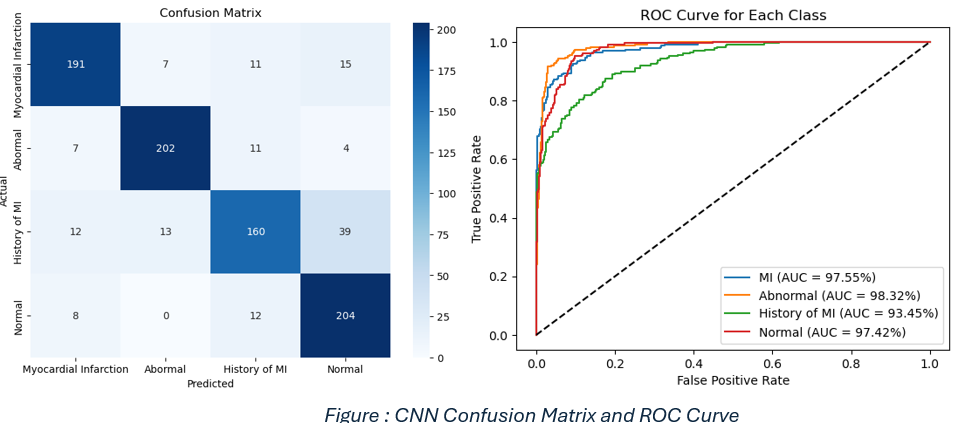 Confusion Matrix
Actual
Myocardial Infarction
Abormal
History of MI
Normal
191 7 11 15
7 202 11 4
12 13 160 39
8 0 12 204
Myocardial Infarction Abormal History of MI Normal
Predicted
200
175
150
125
100
75
50
25
0
ROC Curve for Each Class
True Positive Rate
1.0
0.8
0.6
0.4
0.2
0.0
MI (AUC = 97.55%)
Abnormal (AUC = 98.32%)
History of MI (AUC = 93.45%)
Normal (AUC = 97.42%)
0.0 0.2 0.4 0.6 0.8 1.0
False Positive Rate
Figure : CNN Confusion Matrix and ROC Curve